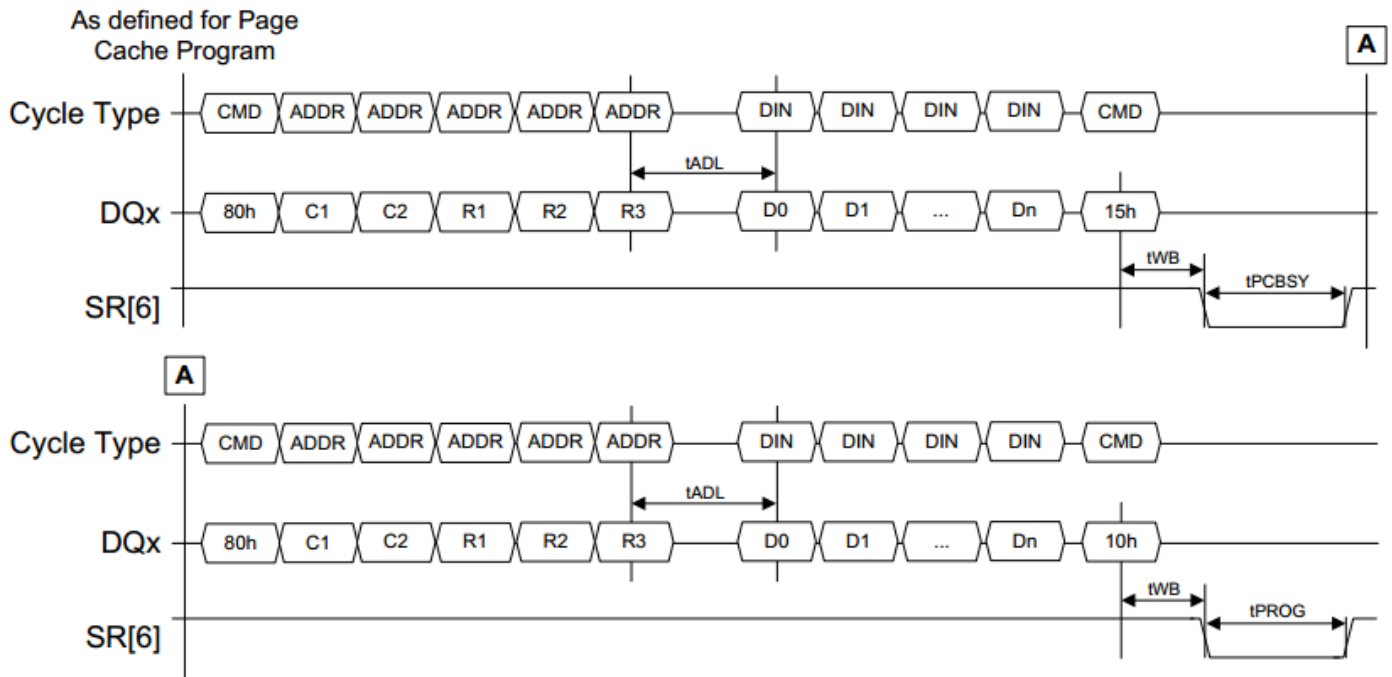 As defined for Page
Cache Program
A
Cycle Type CMD ADDR ADDR ADDR ADDR ADDR DIN DIN DIN DIN CMD
tADL
DQx 80h C1 C2 R1 R2 R3 D0 D1 ... Dn 15h
tWB tPCBSY
SR[6]
A
Cycle Type CMD ADDR ADDR ADDR ADDR ADDR DIN DIN DIN DIN CMD
tADL
DQx 80h C1 C2 R1 R2 R3 D0 D1 ... Dn 10h
tWB tPROG
SR[6]